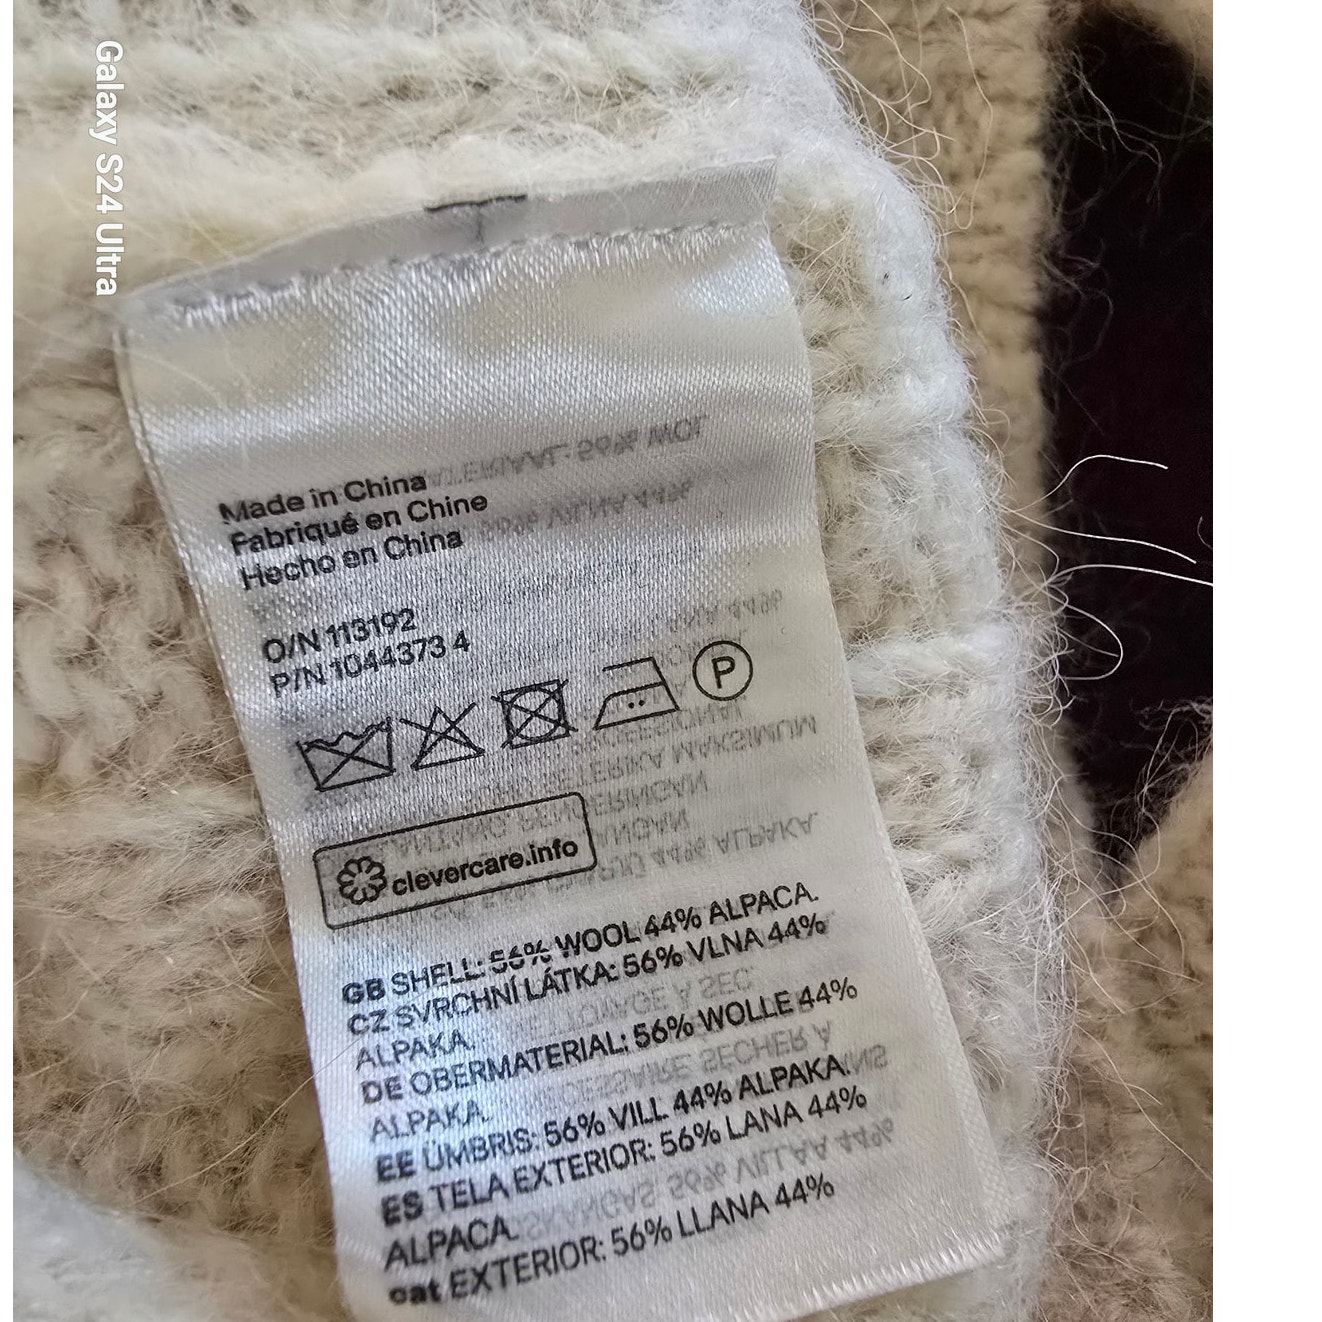 Galaxy S24 Ultra
Made in China
Fabriqué en Chine
Hecho en China
O/N 113192
P/N 1044373 4
P
clevercare.info
GB SHELL: 56% WOOL 44% ALPACA.
CZ SVRCHNÍ LÁTKA: 56% VLNA 44%
ALPAKA.
DE OBERMATERIAL: 56% WOLLE 44%
ALPAKA.
EE ÜMBRIS: 56% VILL 44% ALPAKA.
ES TELA EXTERIOR: 56% LANA 44%
ALPACA.
cat EXTERIOR: 56% LLANA 44%